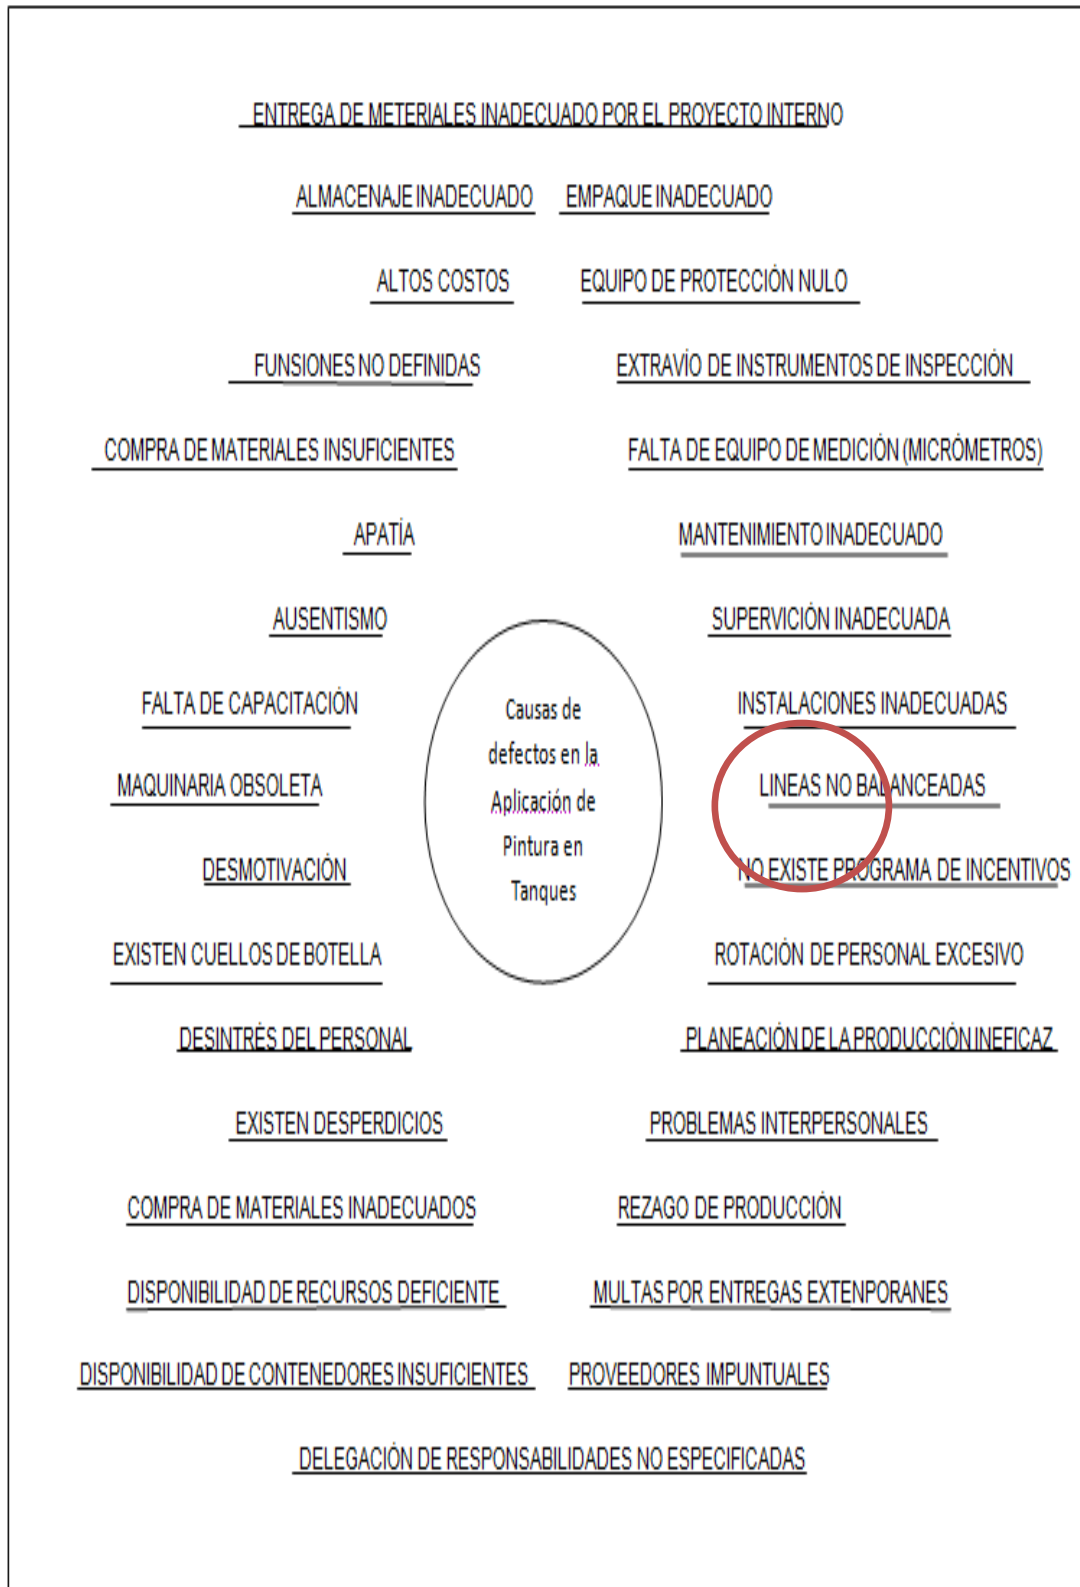 ENTREGA DE METERIALES INADECUADO POR EL PROYECTO INTERNO
ALMACENAJE INADECUADO EMPAQUE INADECUADO
ALTOS COSTOS EQUIPO DE PROTECCIÓN NULO
FUNSIONES NO DEFINIDAS EXTRAVÍO DE INSTRUMENTOS DE INSPECCIÓN
COMPRA DE MATERIALES INSUFICIENTES FALTA DE EQUIPO DE MEDICIÓN (MICRÓMETROS)
APATÍA MANTENIMIENTO INADECUADO
AUSENTISMO SUPERVICIÓN INADECUADA
FALTA DE CAPACITACIÓN INSTALACIONES INADECUADAS
MAQUINARIA OBSOLETA LINEAS NO BALANCEADAS
DESMOTIVACIÓN NO EXISTE PROGRAMA DE INCENTIVOS
Causas de
defectos en la
Aplicación de
Pintura en
Tanques
EXISTEN CUELLOS DE BOTELLA ROTACIÓN DE PERSONAL EXCESIVO
DESINTRÉS DEL PERSONAL PLANEACIÓN DE LA PRODUCCIÓN INEFICAZ
EXISTEN DESPERDICIOS PROBLEMAS INTERPERSONALES
COMPRA DE MATERIALES INADECUADOS REZAGO DE PRODUCCIÓN
DISPONIBILIDAD DE RECURSOS DEFICIENTE MULTAS POR ENTREGAS EXTENPORANES
DISPONIBILIDAD DE CONTENEDORES INSUFICIENTES PROVEEDORES IMPUNTUALES
DELEGACIÓN DE RESPONSABILIDADES NO ESPECIFICADAS